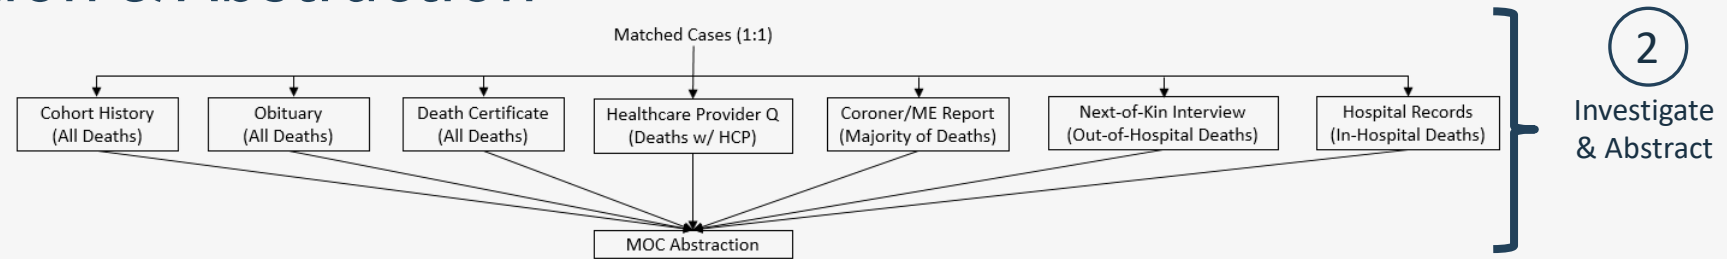 & Abstraction
Matched Cases (1:1)
Cohort History
(All Deaths)
Obituary
(All Deaths)
Death Certificate
(All Deaths)
Healthcare Provider Q
(Deaths w/ HCP)
Coroner/ME Report
(Majority of Deaths)
Next-of-Kin Interview
(Out-of-Hospital Deaths)
Hospital Records
(In-Hospital Deaths)
MOC Abstraction
2
Investigate
& Abstract